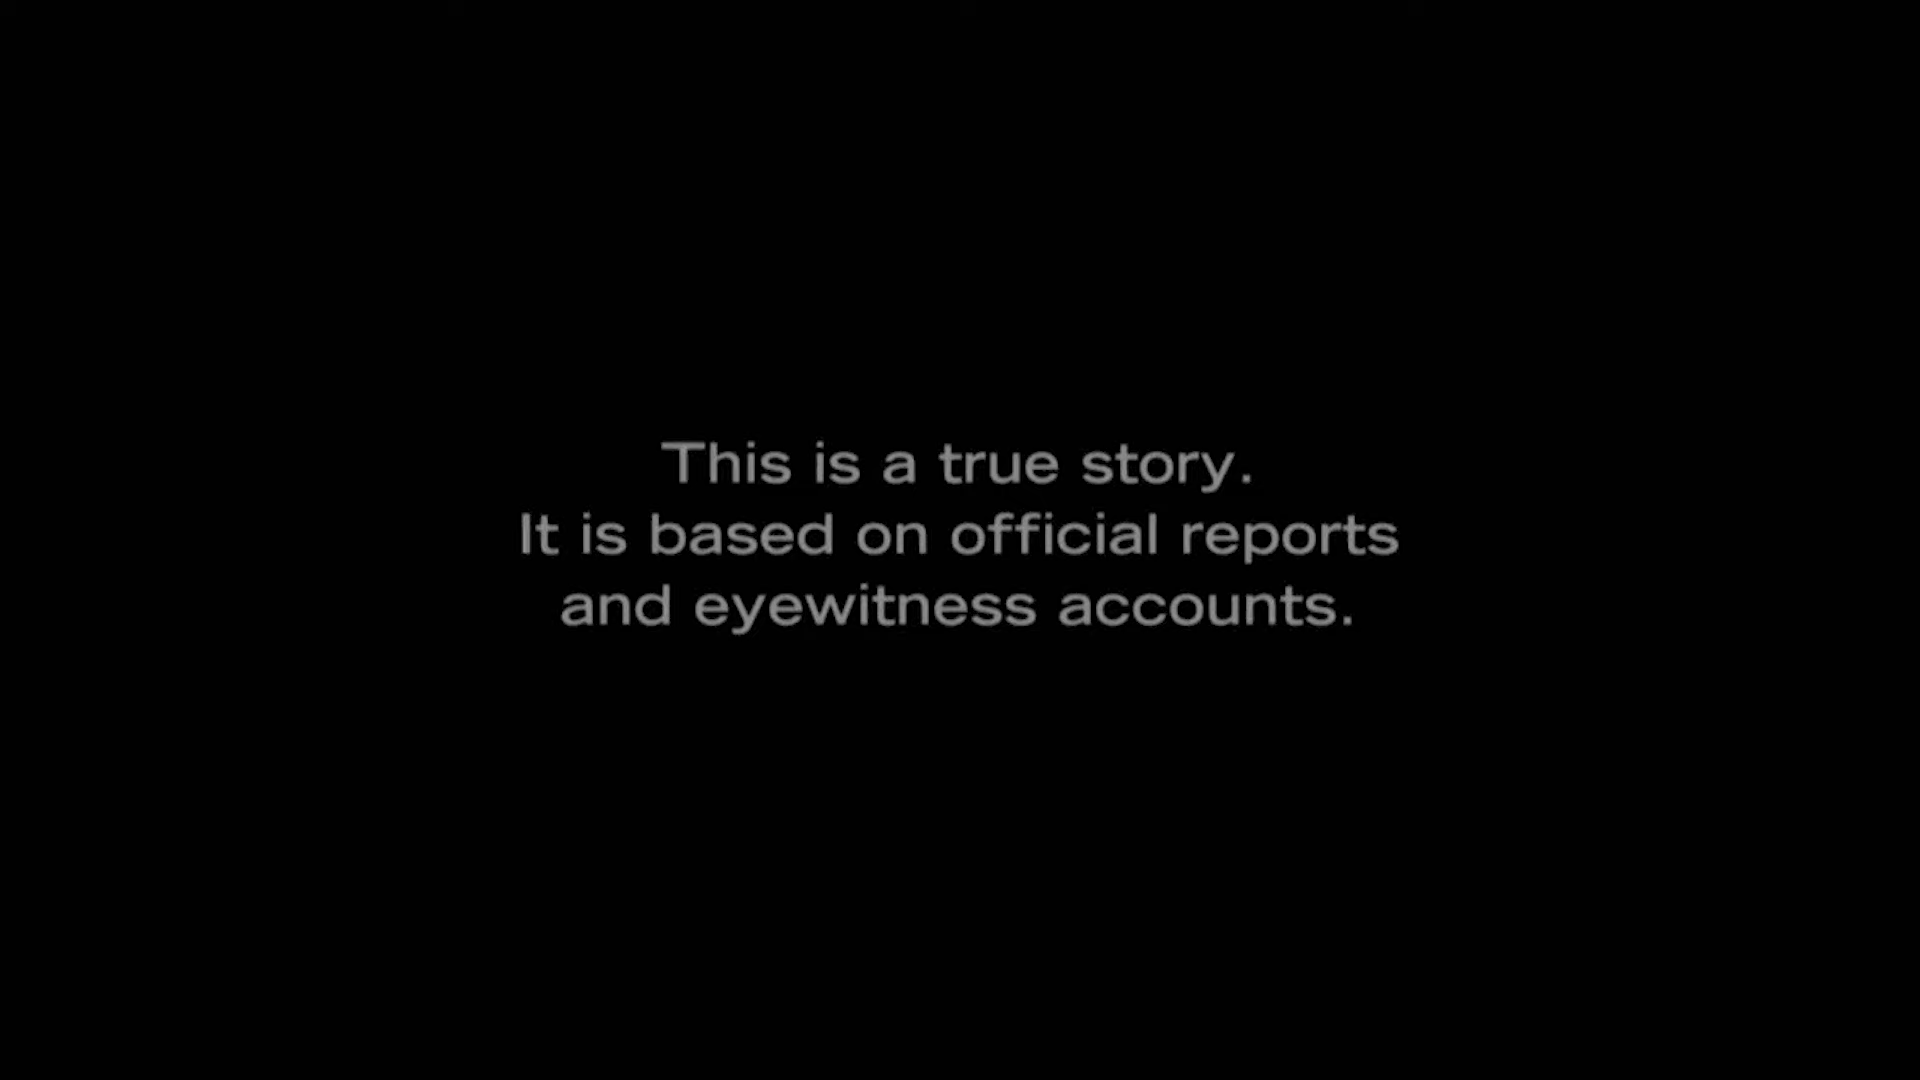 This is a true story.
It is based on official reports
and eyewitness accounts.